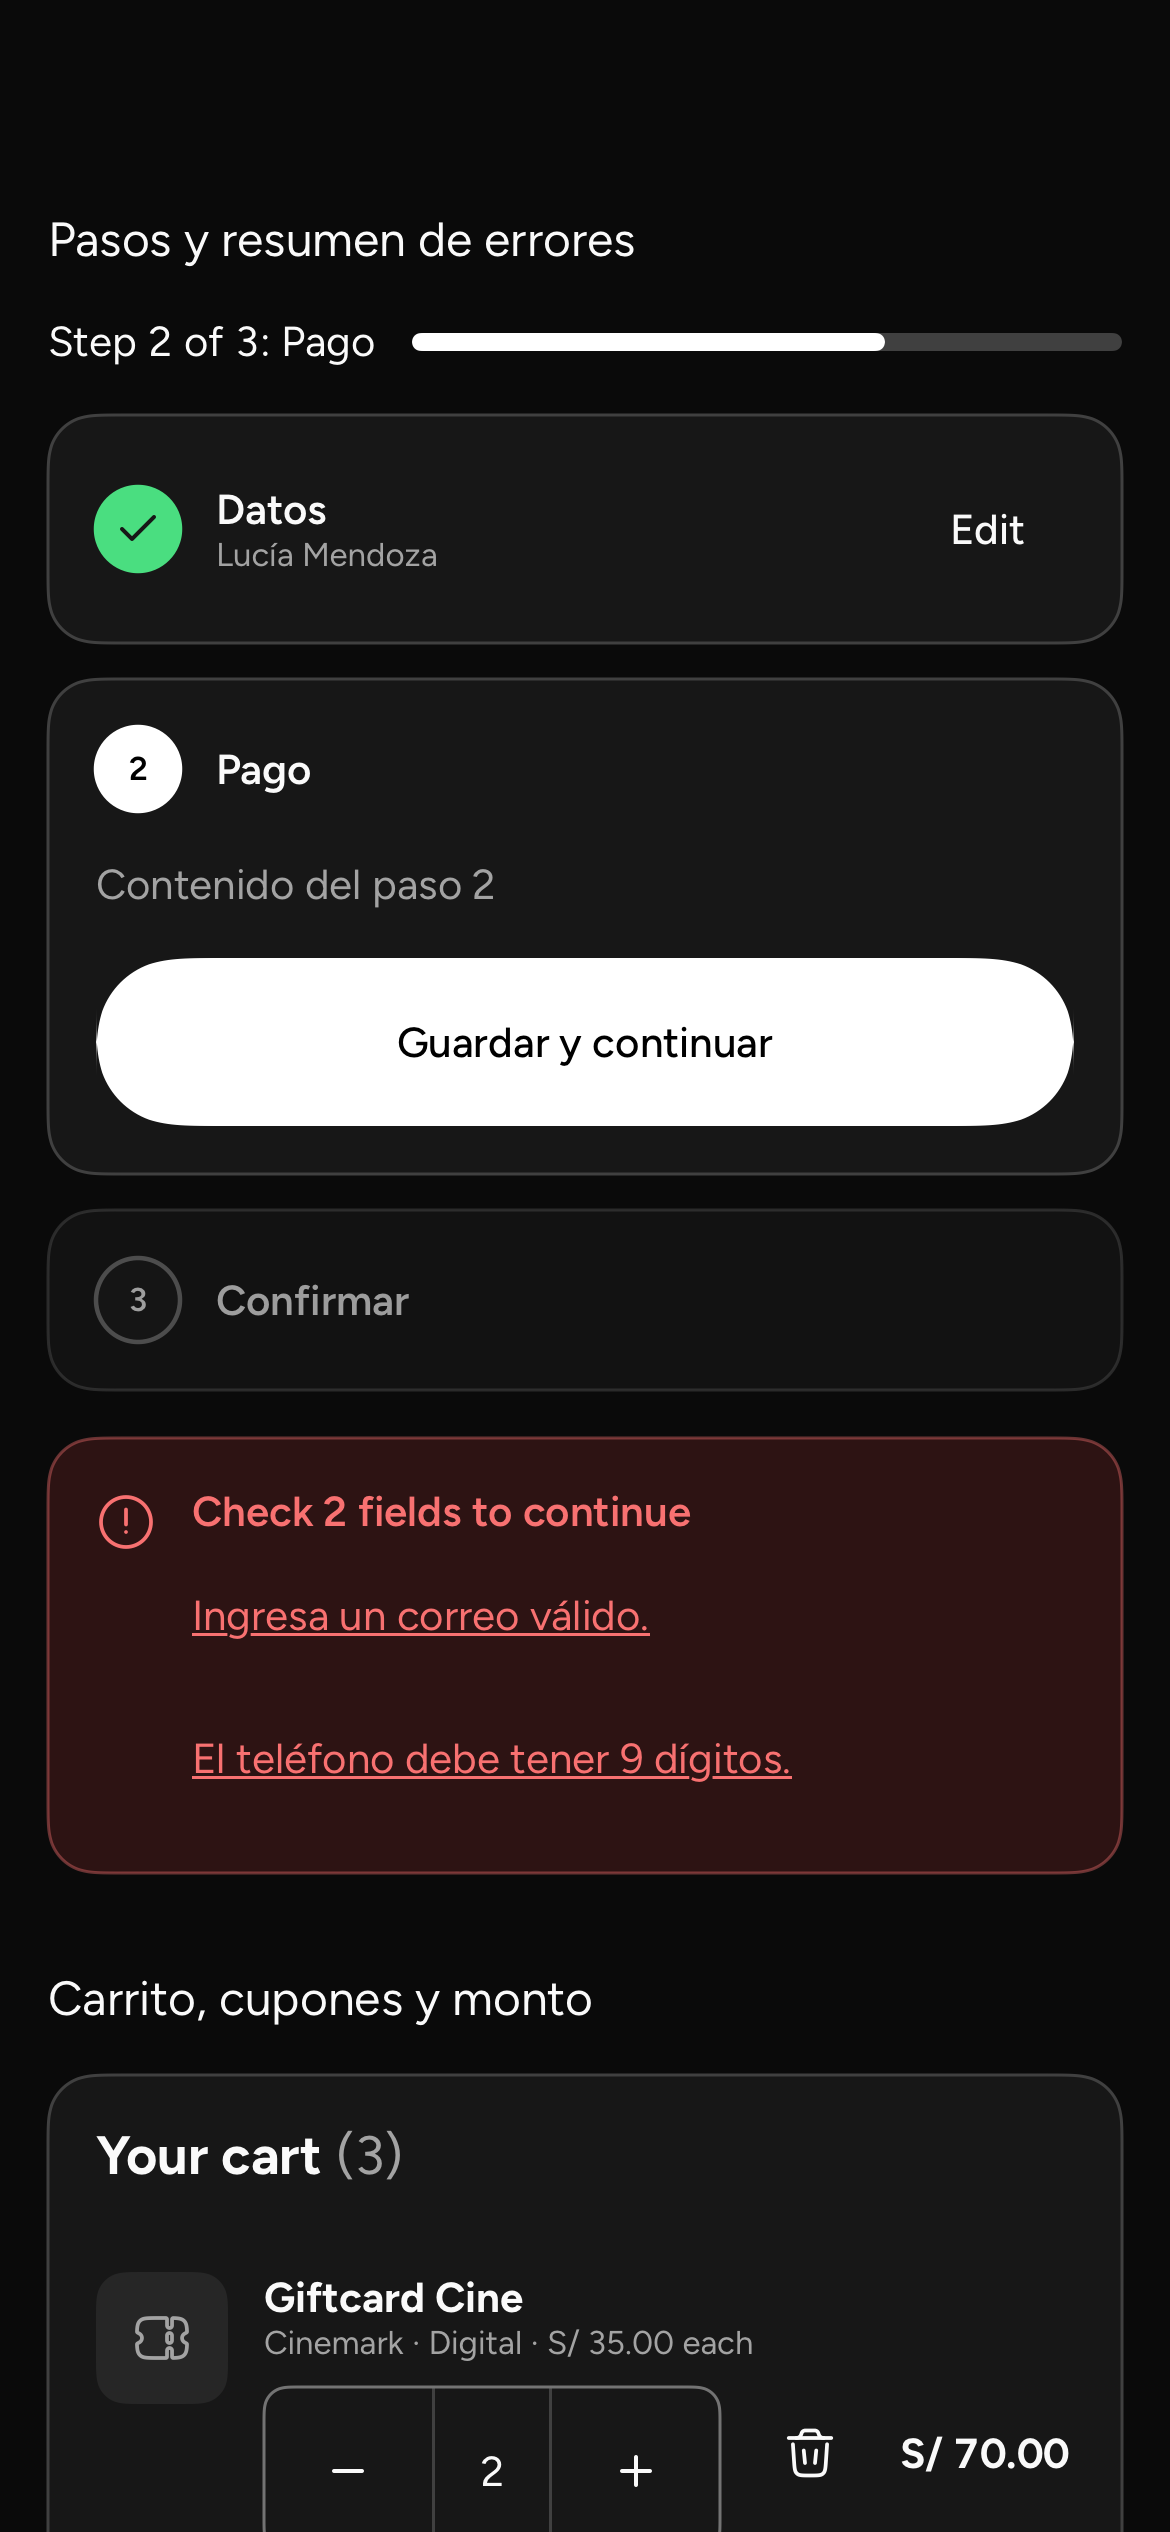 Pasos y resumen de errores
Step 2 of 3: Pago
Datos
Lucía Mendoza
Edit
2
Pago
Contenido del paso 2
Guardar y continuar
3
Confirmar
Check 2 fields to continue
Ingresa un correo válido.
El teléfono debe tener 9 dígitos.
Carrito, cupones y monto
Your cart (3)
Giftcard Cine
Cinemark · Digital · S/ 35.00 each
2
S/ 70.00